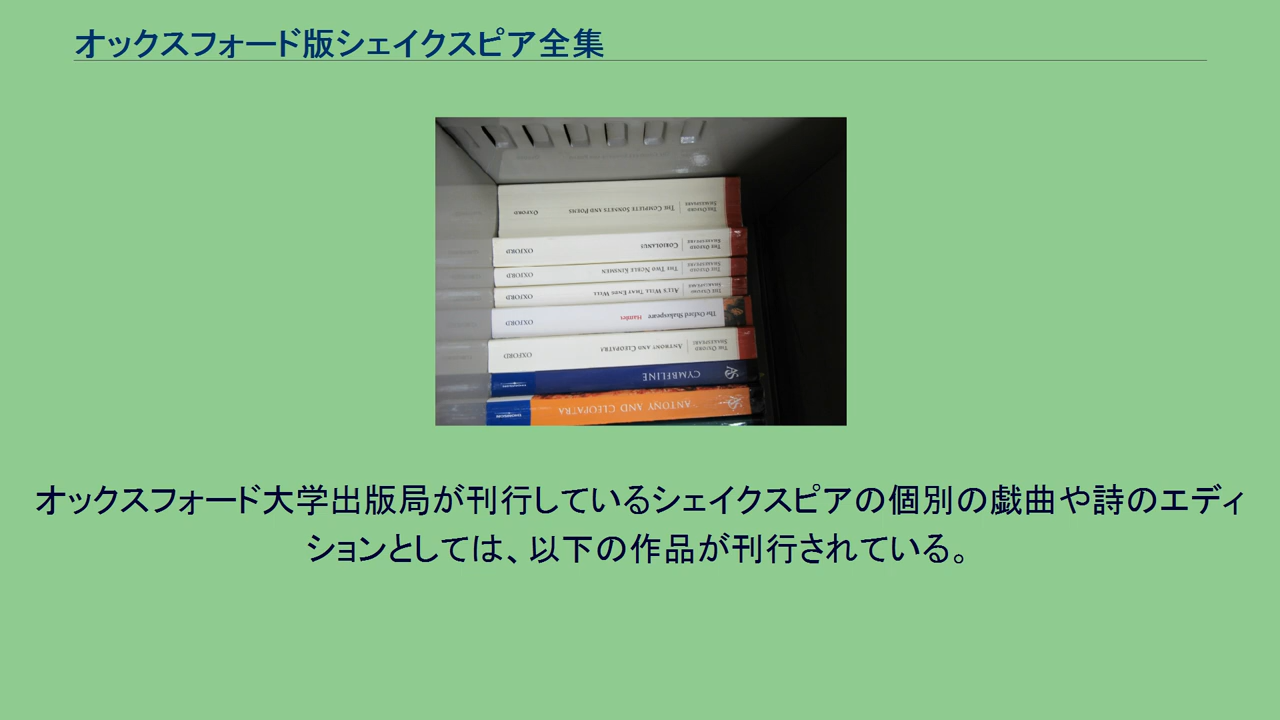 オックスフォード版シェイクスピア全集
THE OXFORD SHAKESPEARE THE COMPLETE SONNETS AND POEMS OXFORD
THE OXFORD SHAKESPEARE CORIOLANUS OXFORD
THE OXFORD SHAKESPEARE THE TWO NOBLE KINSMEN OXFORD
THE OXFORD SHAKESPEARE ALL'S WELL THAT ENDS WELL OXFORD
The Oxford Shakespeare Hamlet OXFORD
THE OXFORD SHAKESPEARE ANTHONY AND CLEOPATRA OXFORD
CYMBELINE
ANTONY AND CLEOPATRA
オックスフォード大学出版局が刊行しているシェイクスピアの個別の戯曲や詩のエディ
ションとしては、以下の作品が刊行されている。